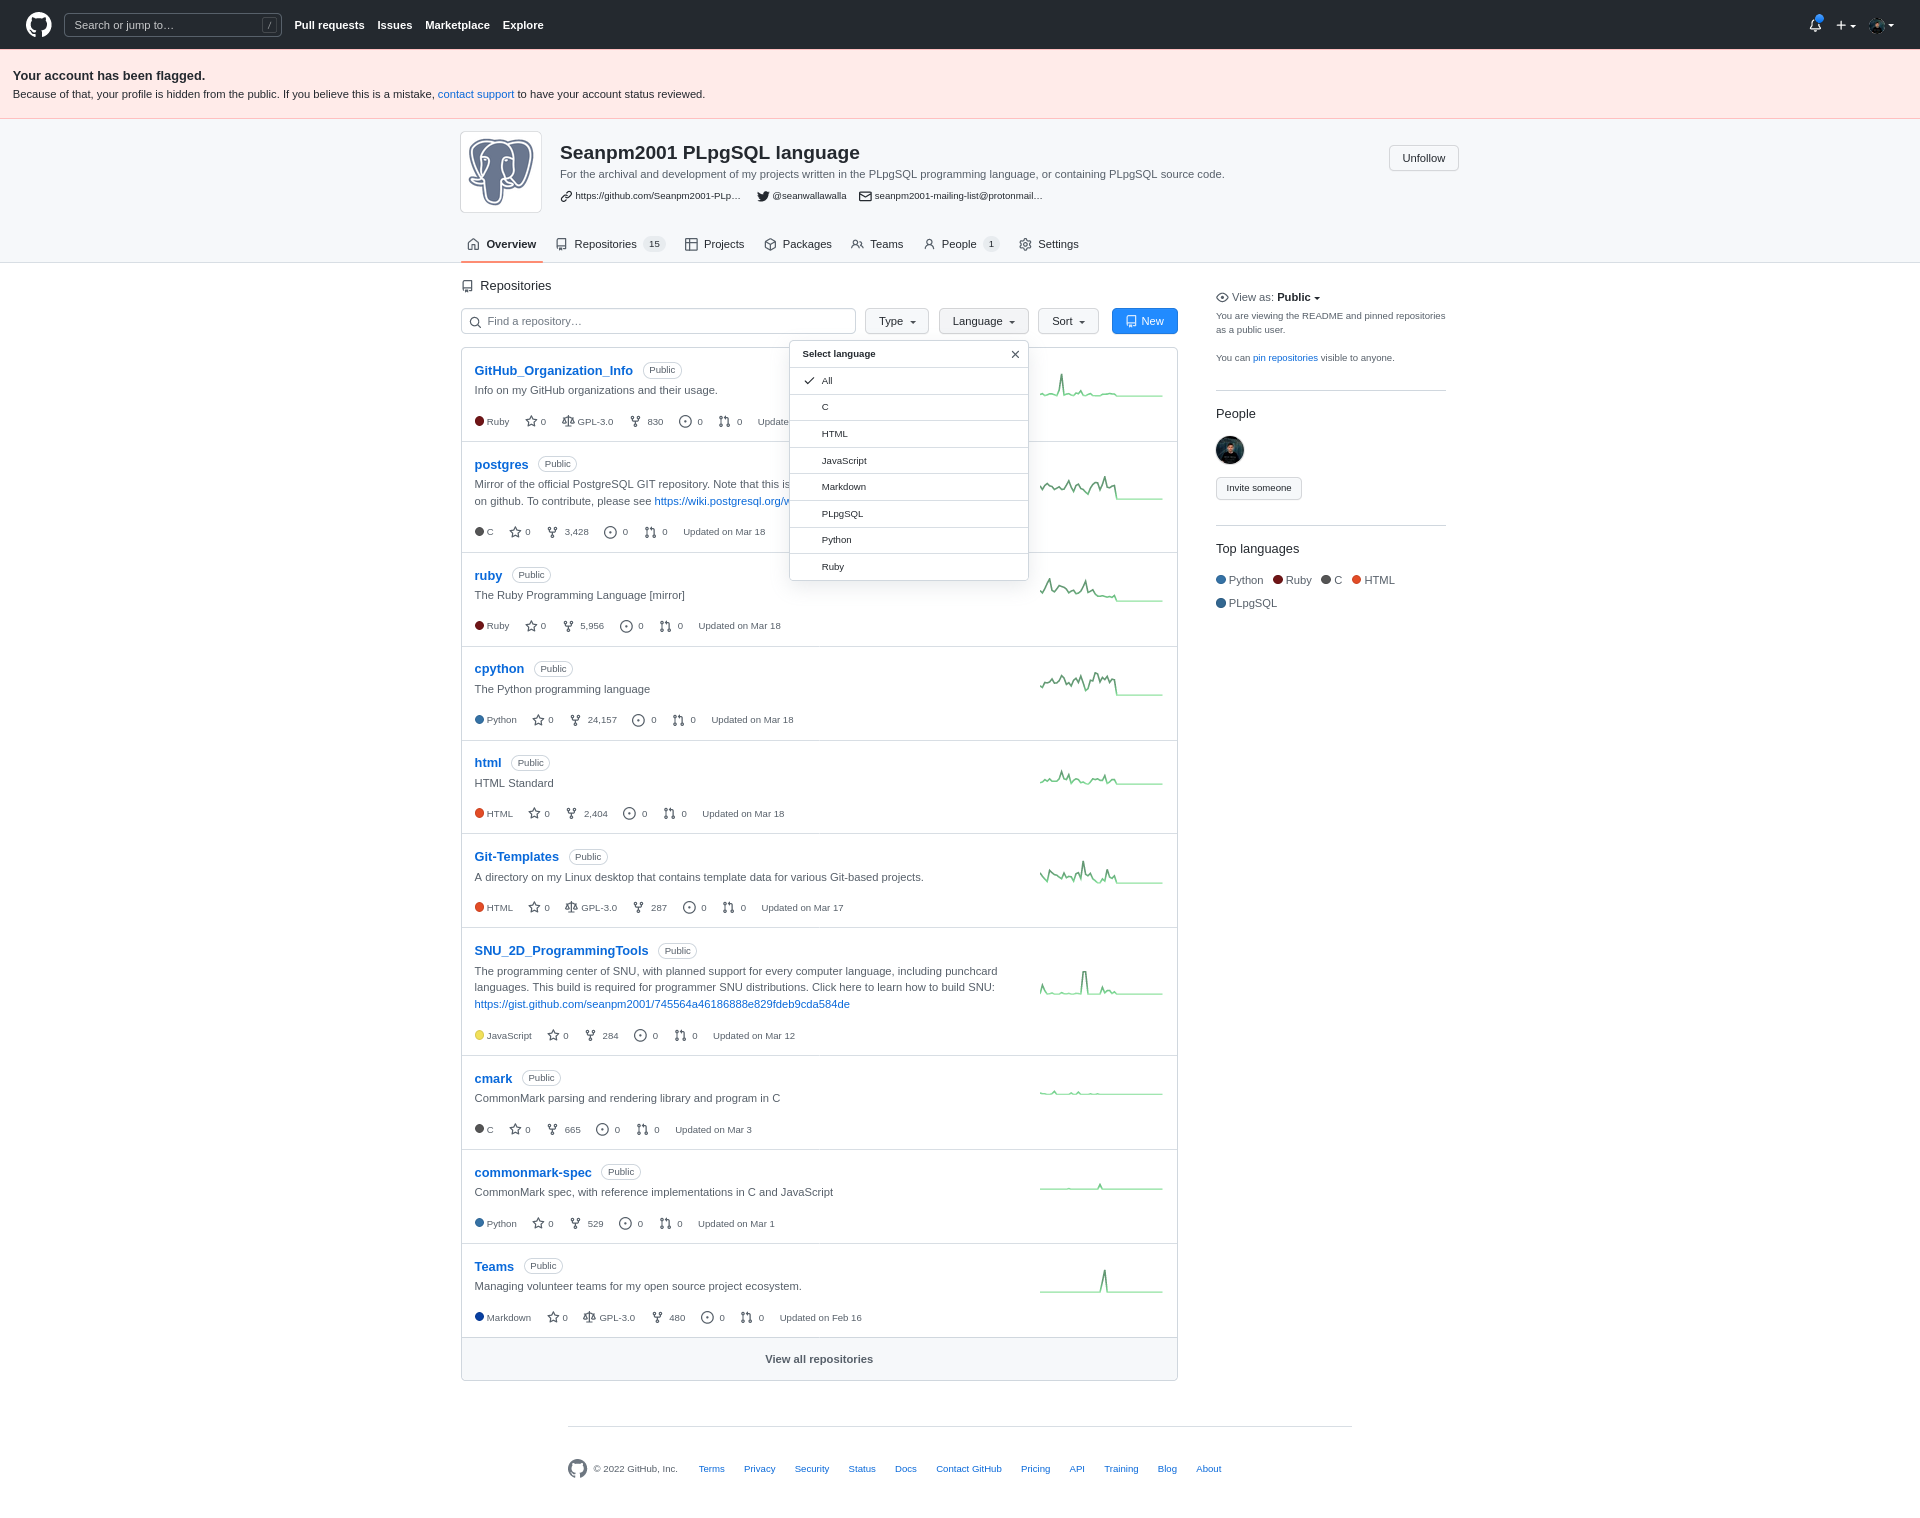 Search or jump to…
/
Pull requests Issues Marketplace Explore
Your account has been flagged.
Because of that, your profile is hidden from the public. If you believe this is a mistake, contact support to have your account status reviewed.
Seanpm2001 PLpgSQL language
Unfollow
For the archival and development of my projects written in the PLpgSQL programming language, or containing PLpgSQL source code.
https://github.com/Seanpm2001-PLp… @seanwallawalla seanpm2001-mailing-list@protonmail…
Overview Repositories 15 Projects Packages Teams People 1 Settings
Repositories
Find a repository… Type Language Sort New
Select language
All
C
HTML
JavaScript
Markdown
PLpgSQL
Python
Ruby
GitHub_Organization_Info Public
Info on my GitHub organizations and their usage.
Ruby 0 GPL-3.0 830 0 0 Update
postgres Public
Mirror of the official PostgreSQL GIT repository. Note that this is
on github. To contribute, please see https://wiki.postgresql.org/w
C 0 3,428 0 0 Updated on Mar 18
ruby Public
The Ruby Programming Language [mirror]
Ruby 0 5,956 0 0 Updated on Mar 18
cpython Public
The Python programming language
Python 0 24,157 0 0 Updated on Mar 18
html Public
HTML Standard
HTML 0 2,404 0 0 Updated on Mar 18
Git-Templates Public
A directory on my Linux desktop that contains template data for various Git-based projects.
HTML 0 GPL-3.0 287 0 0 Updated on Mar 17
SNU_2D_ProgrammingTools Public
The programming center of SNU, with planned support for every computer language, including punchcard
languages. This build is required for programmer SNU distributions. Click here to learn how to build SNU:
https://gist.github.com/seanpm2001/745564a46186888e829fdeb9cda584de
JavaScript 0 284 0 0 Updated on Mar 12
cmark Public
CommonMark parsing and rendering library and program in C
C 0 665 0 0 Updated on Mar 3
commonmark-spec Public
CommonMark spec, with reference implementations in C and JavaScript
Python 0 529 0 0 Updated on Mar 1
Teams Public
Managing volunteer teams for my open source project ecosystem.
Markdown 0 GPL-3.0 480 0 0 Updated on Feb 16
View all repositories
View as: Public
You are viewing the README and pinned repositories
as a public user.
You can pin repositories visible to anyone.
People
Invite someone
Top languages
Python Ruby C HTML
PLpgSQL
© 2022 GitHub, Inc. Terms Privacy Security Status Docs Contact GitHub Pricing API Training Blog About